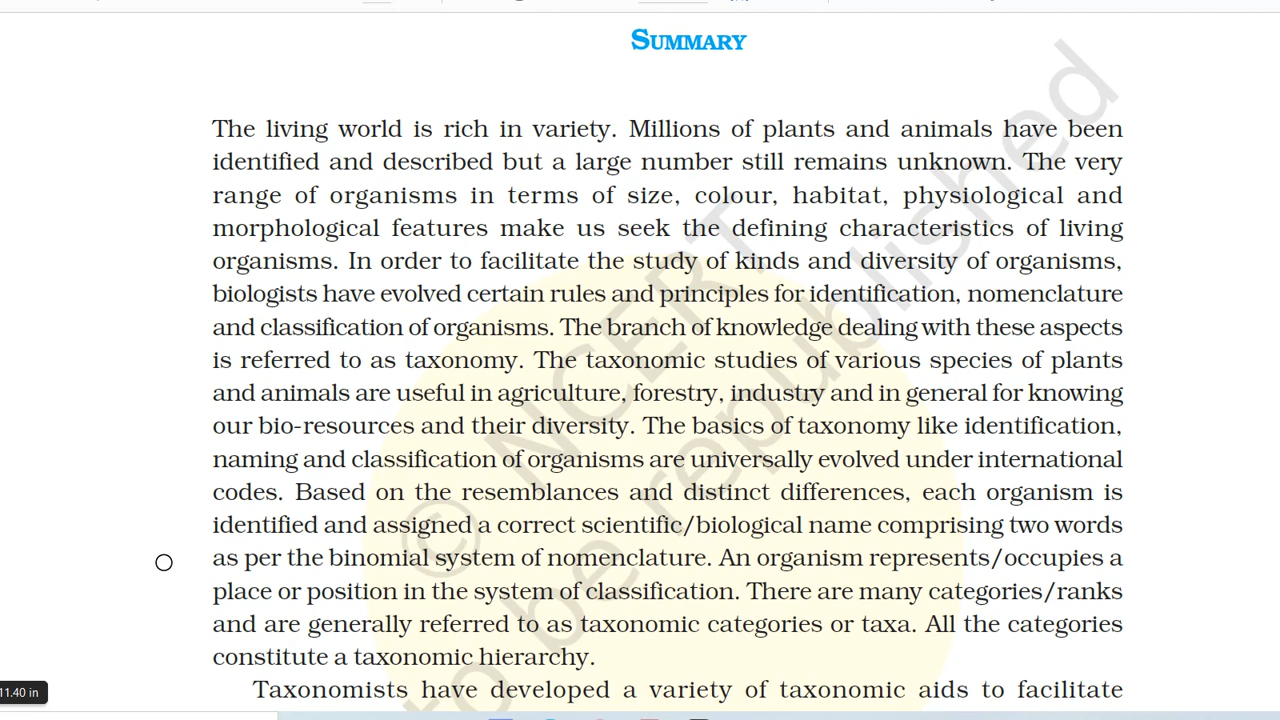 SUMMARY
The living world is rich in variety. Millions of plants and animals have been
identified and described but a large number still remains unknown. The very
range of organisms in terms of size, colour, habitat, physiological and
morphological features make us seek the defining characteristics of living
organisms. In order to facilitate the study of kinds and diversity of organisms,
biologists have evolved certain rules and principles for identification, nomenclature
and classification of organisms. The branch of knowledge dealing with these aspects
is referred to as taxonomy. The taxonomic studies of various species of plants
and animals are useful in agriculture, forestry, industry and in general for knowing
our bio-resources and their diversity. The basics of taxonomy like identification,
naming and classification of organisms are universally evolved under international
codes. Based on the resemblances and distinct differences, each organism is
identified and assigned a correct scientific/biological name comprising two words
as per the binomial system of nomenclature. An organism represents/occupies a
place or position in the system of classification. There are many categories/ranks
and are generally referred to as taxonomic categories or taxa. All the categories
constitute a taxonomic hierarchy.
Taxonomists have developed a variety of taxonomic aids to facilitate
© NCERT
to be republished
11.40 in